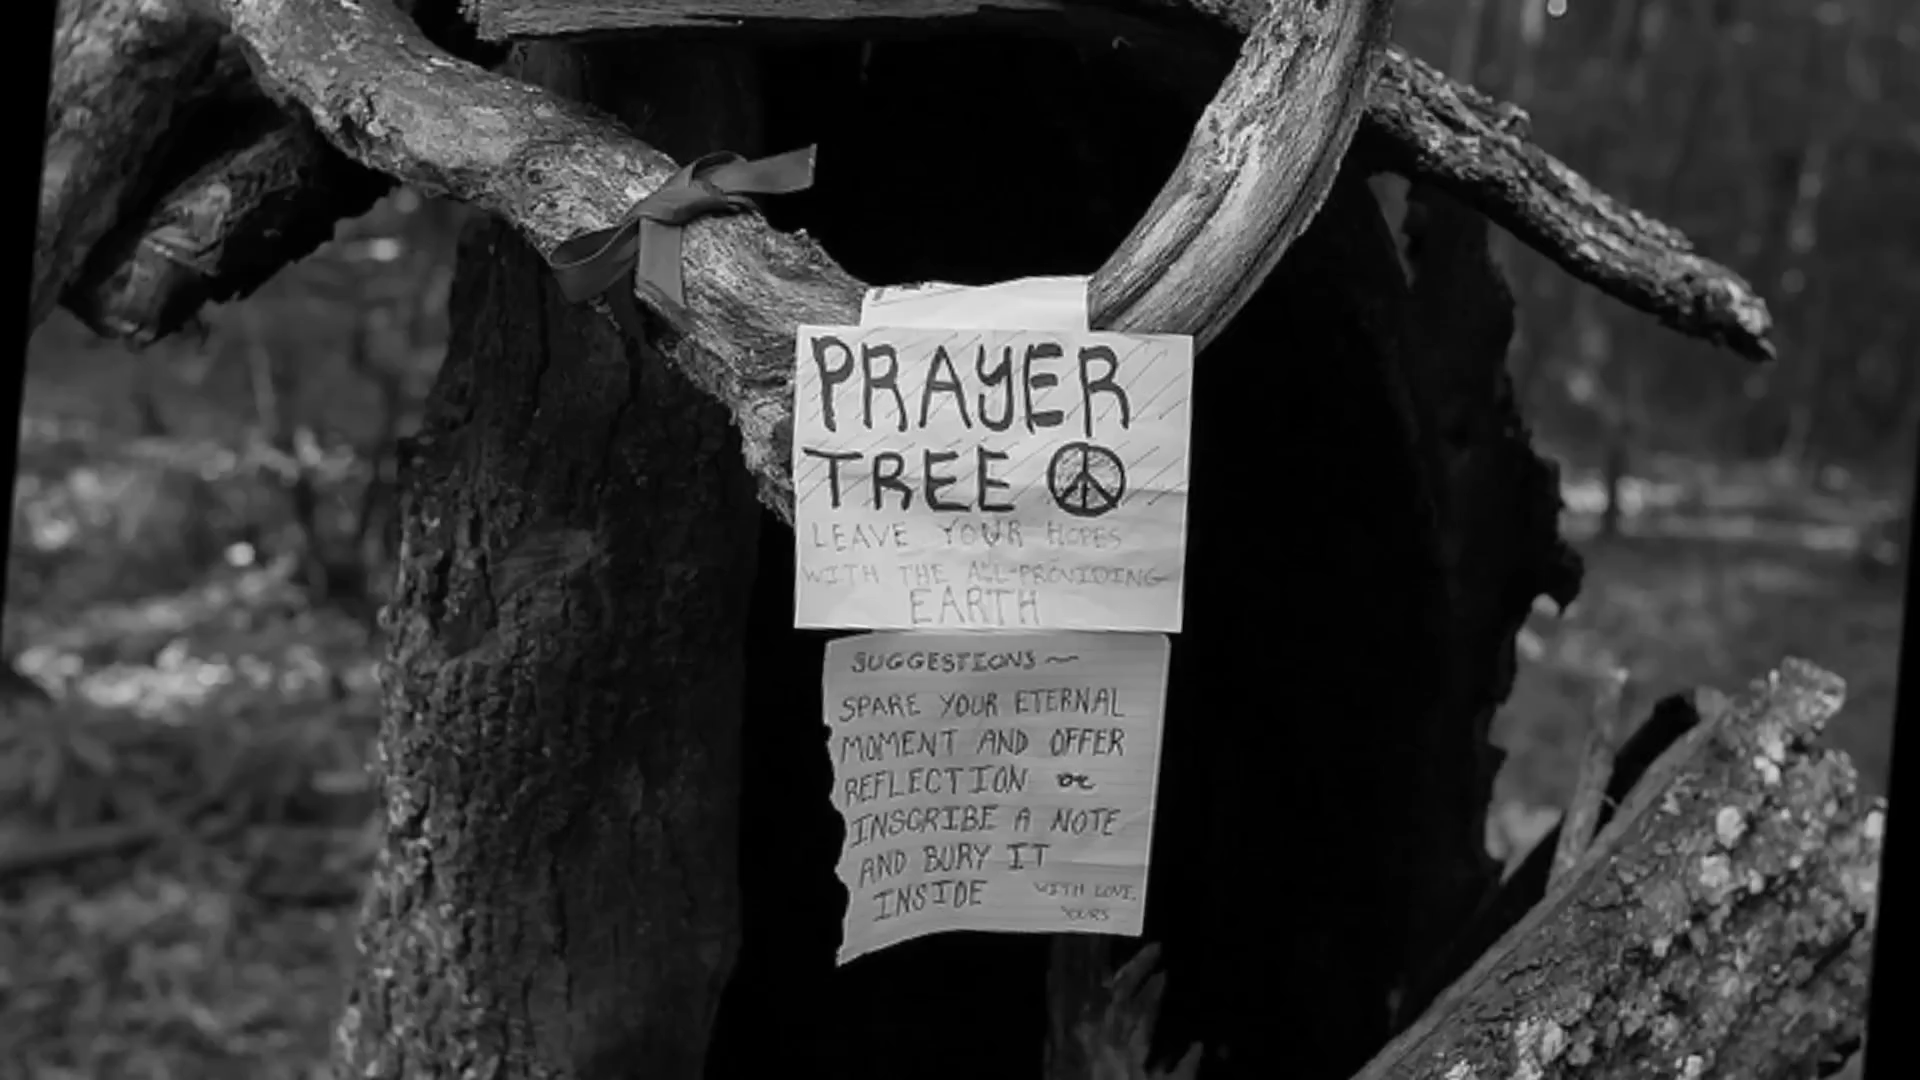 PRAYER
TREE
LEAVE YOUR HOPES
WITH THE ALL-PROVIDING
EARTH
SUGGESTIONS~
SPARE YOUR ETERNAL
MOMENT AND OFFER
REFLECTION or
INSCRIBE A NOTE
AND BURY IT
INSIDE
WITH LOVE,
YOURS